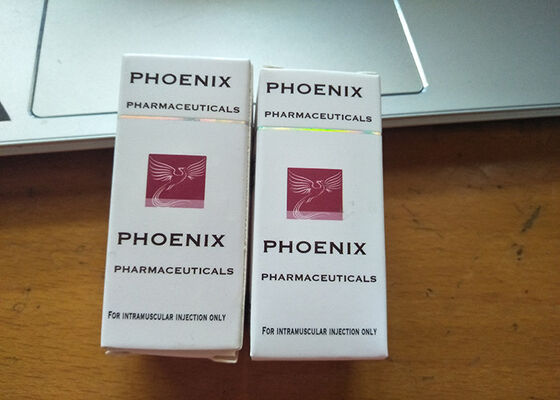 PHOENIX
PHARMACEUTICALS
PHOENIX
PHARMACEUTICALS
FOR INTRAMUSCULAR INJECTION ONLY
PHOENIX
PHARMACEUTICALS
PHOENIX
PHARMACEUTICALS
FOR INTRAMUSCULAR INJECTION ONLY